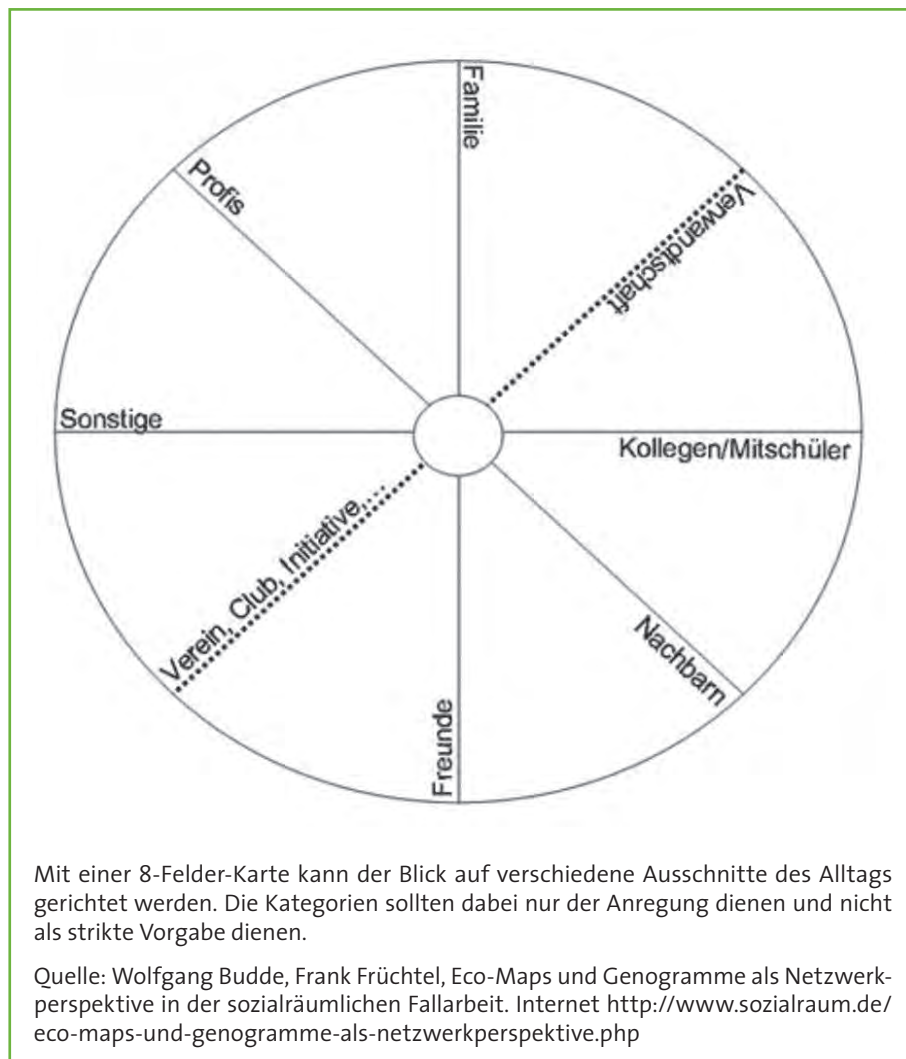 Familie
Verwandtschaft
Kollegen/Mitschüler
Nachbarn
Freunde
Verein, Club, Initiative,...
Sonstige
Profis
Mit einer 8-Felder-Karte kann der Blick auf verschiedene Ausschnitte des Alltags
gerichtet werden. Die Kategorien sollten dabei nur der Anregung dienen und nicht
als strikte Vorgabe dienen.
Quelle: Wolfgang Budde, Frank Früchtel, Eco-Maps und Genogramme als Netzwerk-
perspektive in der sozialräumlichen Fallarbeit. Internet http://www.sozialraum.de/
eco-maps-und-genogramme-als-netzwerkperspektive.php